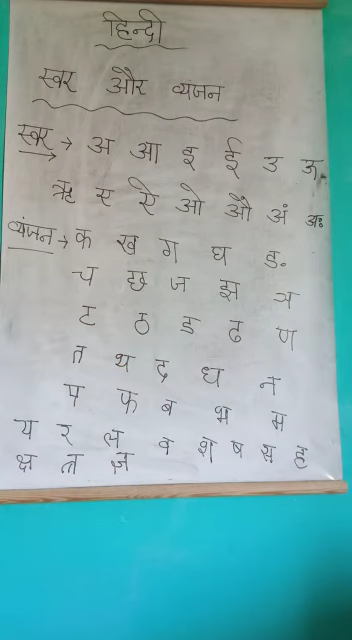 हिन्दी
स्वर और व्यंजन
स्वर → अ आ इ ई उ ऊ
ऋ ए ऐ ओ औ अं अः
व्यंजन → क ख ग घ ङ
च छ ज झ ञ
ट ठ ड ढ ण
त थ द ध न
प फ ब भ म
य र ल व श ष ह
क्ष त्र ज्ञ